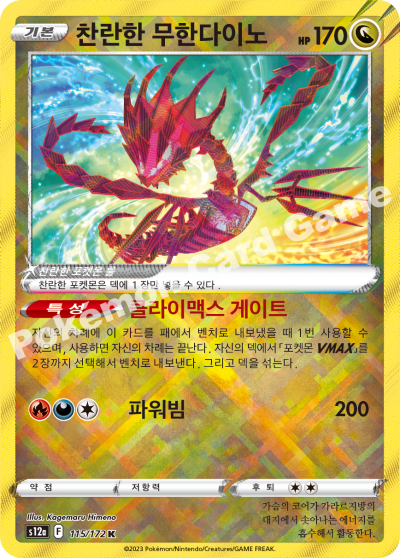 기본 찬란한 무한다이노 HP 170
찬란한 포켓몬 룰
찬란한 포켓몬은 덱에 1장만 넣을 수 있다.
특성 클라이맥스 게이트
자신의 차례에 이 카드를 패에서 벤치로 내보냈을 때 1번 사용할 수
있으며, 사용하면 자신의 차례는 끝난다. 자신의 덱에서 「포켓몬 VMAX」를
2장까지 선택해서 벤치로 내보낸다. 그리고 덱을 섞는다.
파워빔 200
약점 저항력 후퇴
Illus. Kagemaru Himeno
s12a F 115/172 K
가슴의 코어가 가라르지방의
대지에서 솟아나는 에너지를
흡수해서 활동한다.
©2023 Pokémon/Nintendo/Creatures/GAME FREAK.
Pokémon Card Game